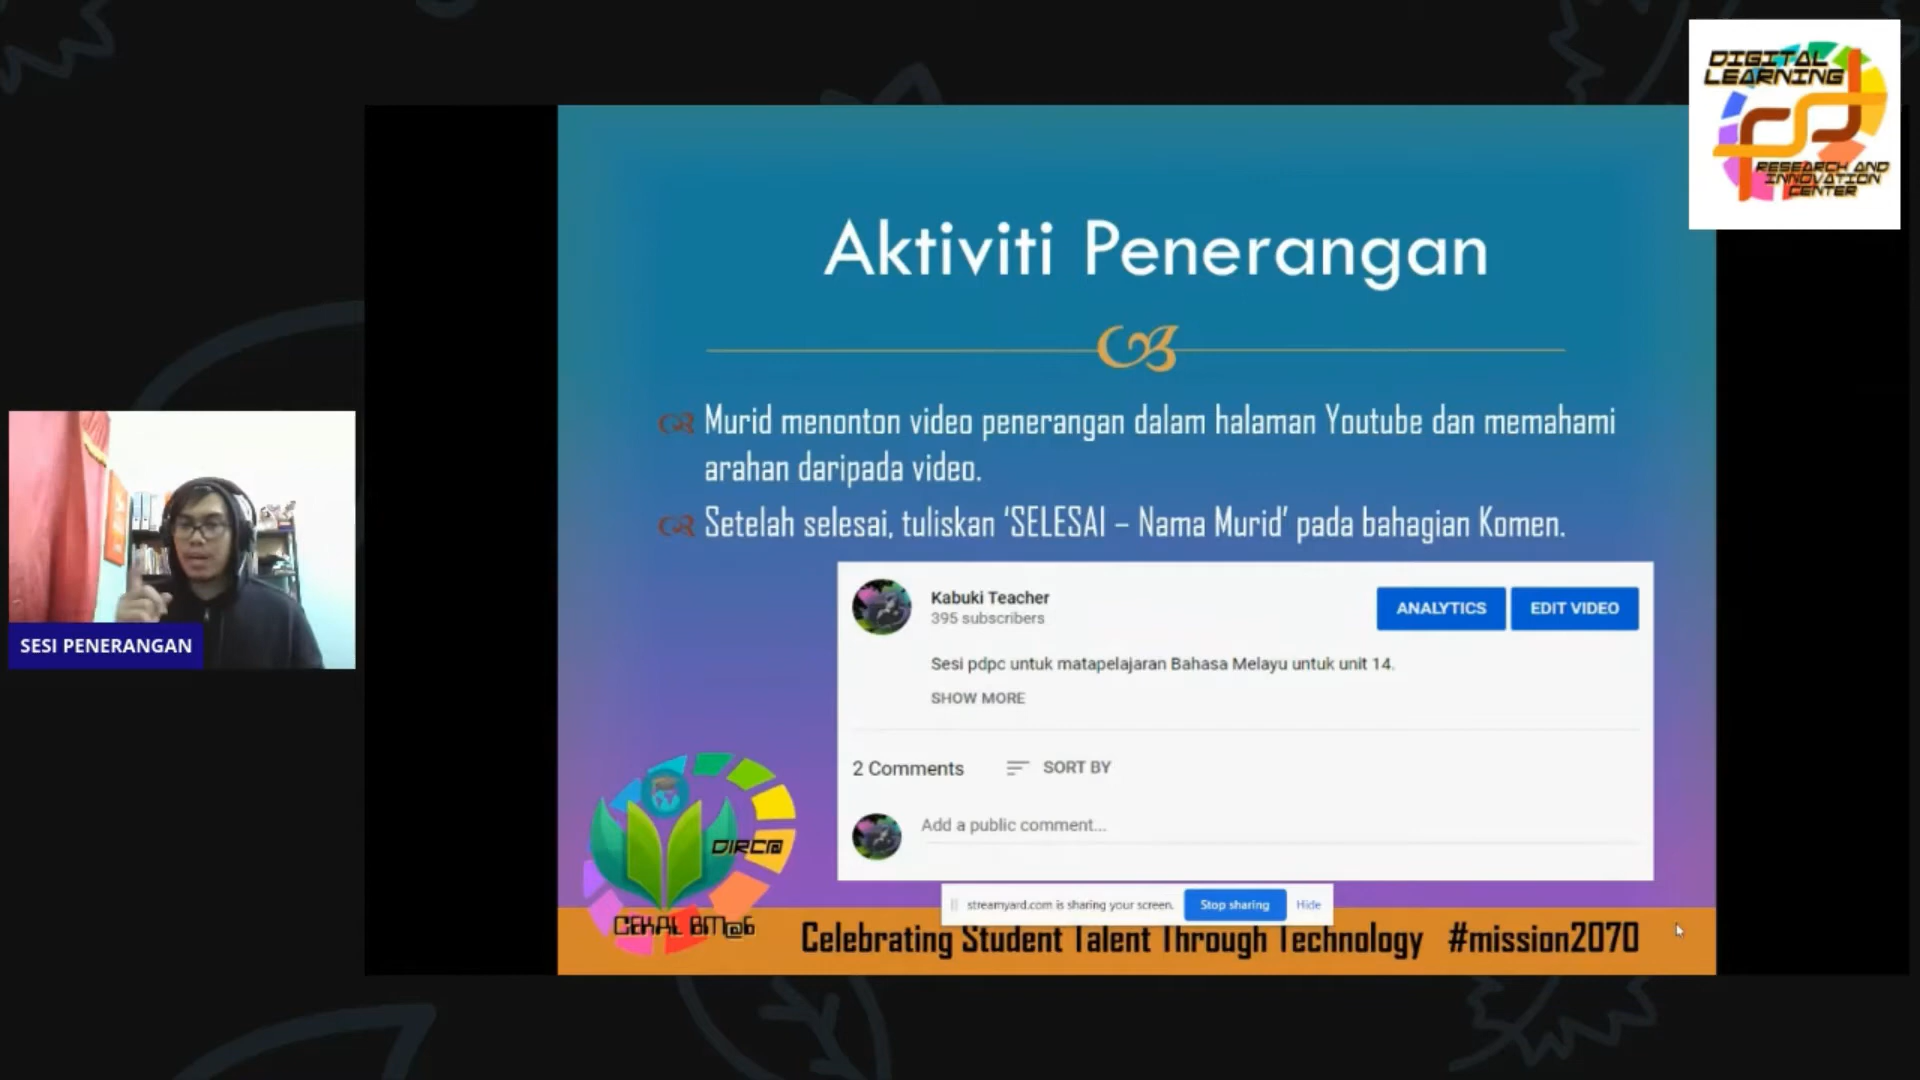 DIGITAL
LEARNING
RESEARCH AND
INNOVATION
CENTER
Aktiviti Penerangan
Murid menonton video penerangan dalam halaman Youtube dan memahami
arahan daripada video.
Setelah selesai, tuliskan ‘SELESAI – Nama Murid’ pada bahagian Komen.
SESI PENERANGAN
Kabuki Teacher
395 subscribers
ANALYTICS
EDIT VIDEO
Sesi pdpc untuk matapelajaran Bahasa Melayu untuk unit 14.
SHOW MORE
2 Comments
SORT BY
Add a public comment...
DIRC@
CEKAL BM@6
streamyard.com is sharing your screen.
Stop sharing
Hide
Celebrating Student Talent Through Technology #mission2070